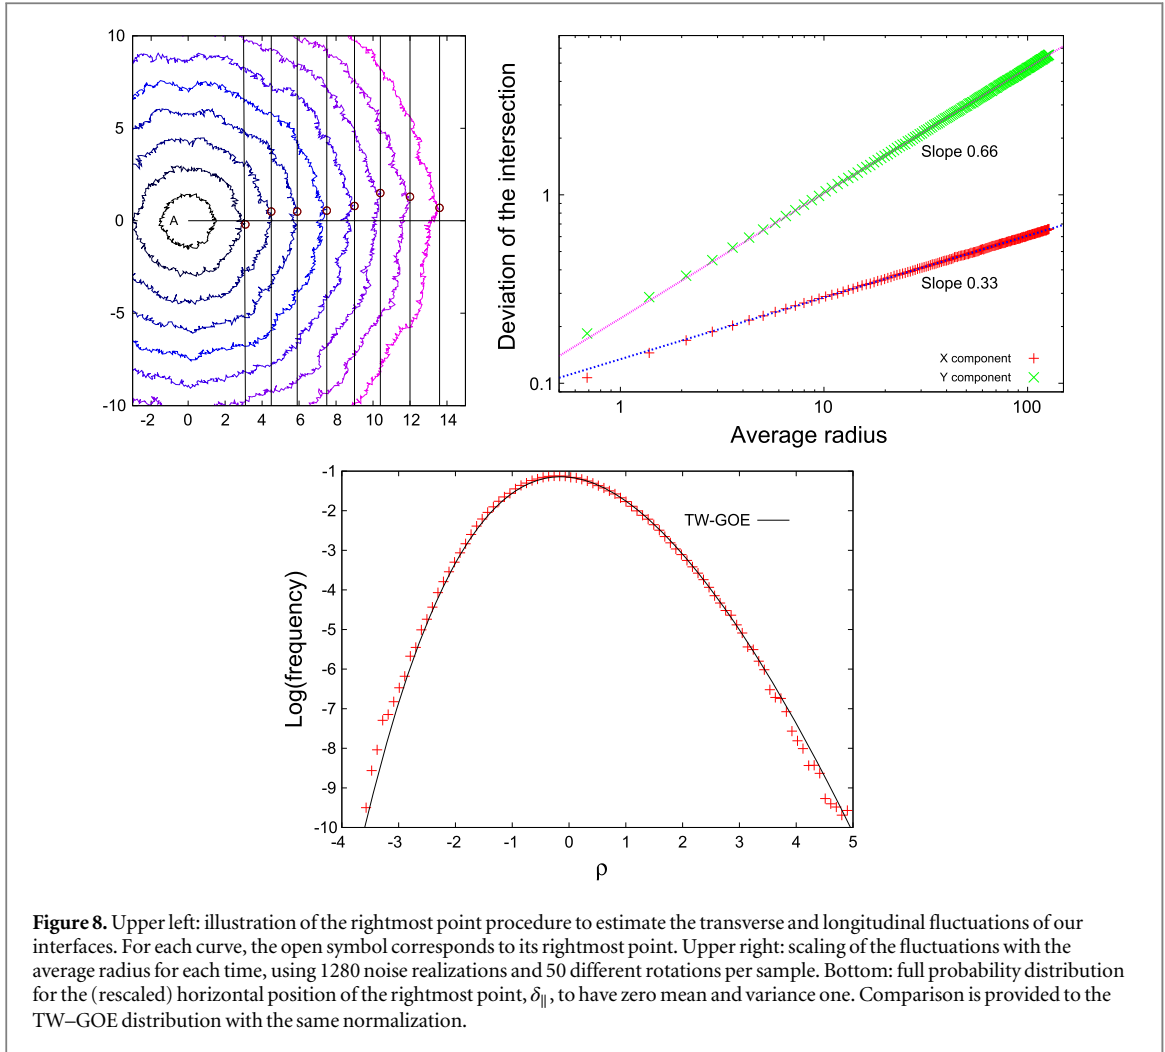 10
5
0
-5
-10
A
-2 0 2 4 6 8 10 12 14
Deviation of the intersection
1
0.1
Slope 0.66
Slope 0.33
X component
Y component
1 10 100
Average radius
Log(frequency)
-1
-2
-3
-4
-5
-6
-7
-8
-9
-10
TW-GOE
-4 -3 -2 -1 0 1 2 3 4 5
ρ
Figure 8. Upper left: illustration of the rightmost point procedure to estimate the transverse and longitudinal fluctuations of our
interfaces. For each curve, the open symbol corresponds to its rightmost point. Upper right: scaling of the fluctuations with the
average radius for each time, using 1280 noise realizations and 50 different rotations per sample. Bottom: full probability distribution
for the (rescaled) horizontal position of the rightmost point, δ∥, to have zero mean and variance one. Comparison is provided to the
TW–GOE distribution with the same normalization.